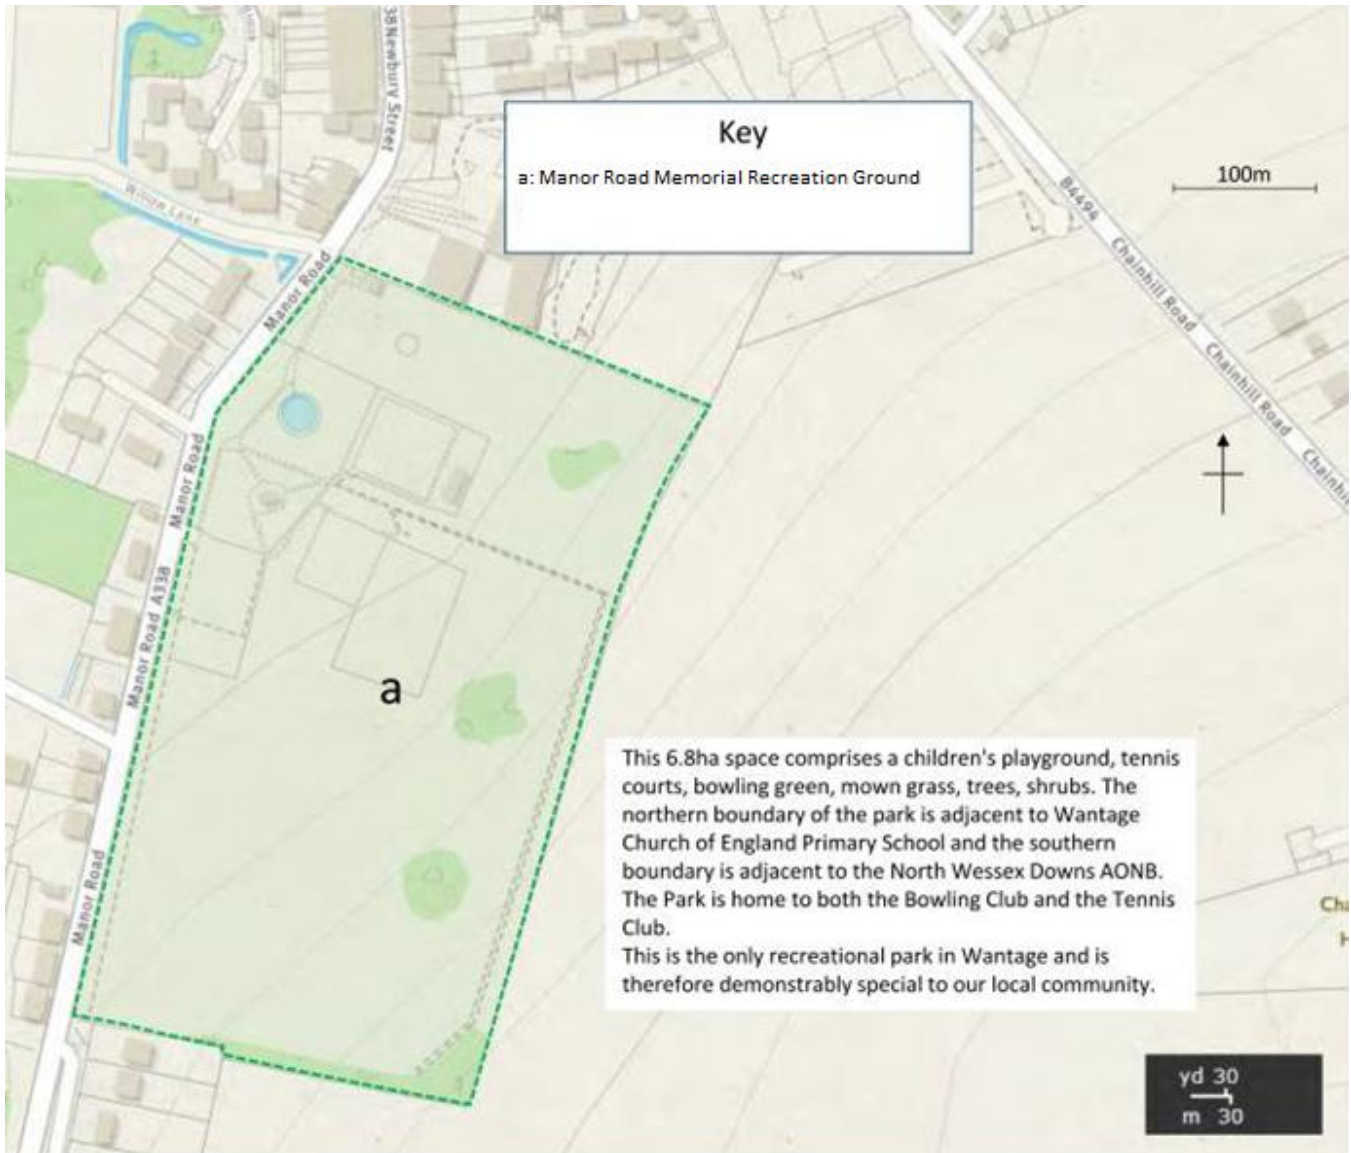 38Newbury Street
Key
a: Manor Road Memorial Recreation Ground
100m
Willow Lane
B4494
Chainhill Road
Chainhill Road
Manor Road
Manor Road
Manor Road A338
a
Manor Road
This 6.8ha space comprises a children's playground, tennis
courts, bowling green, mown grass, trees, shrubs. The
northern boundary of the park is adjacent to Wantage
Church of England Primary School and the southern
boundary is adjacent to the North Wessex Downs AONB.
The Park is home to both the Bowling Club and the Tennis
Club.
This is the only recreational park in Wantage and is
therefore demonstrably special to our local community.
Cha
H
yd 30
m 30